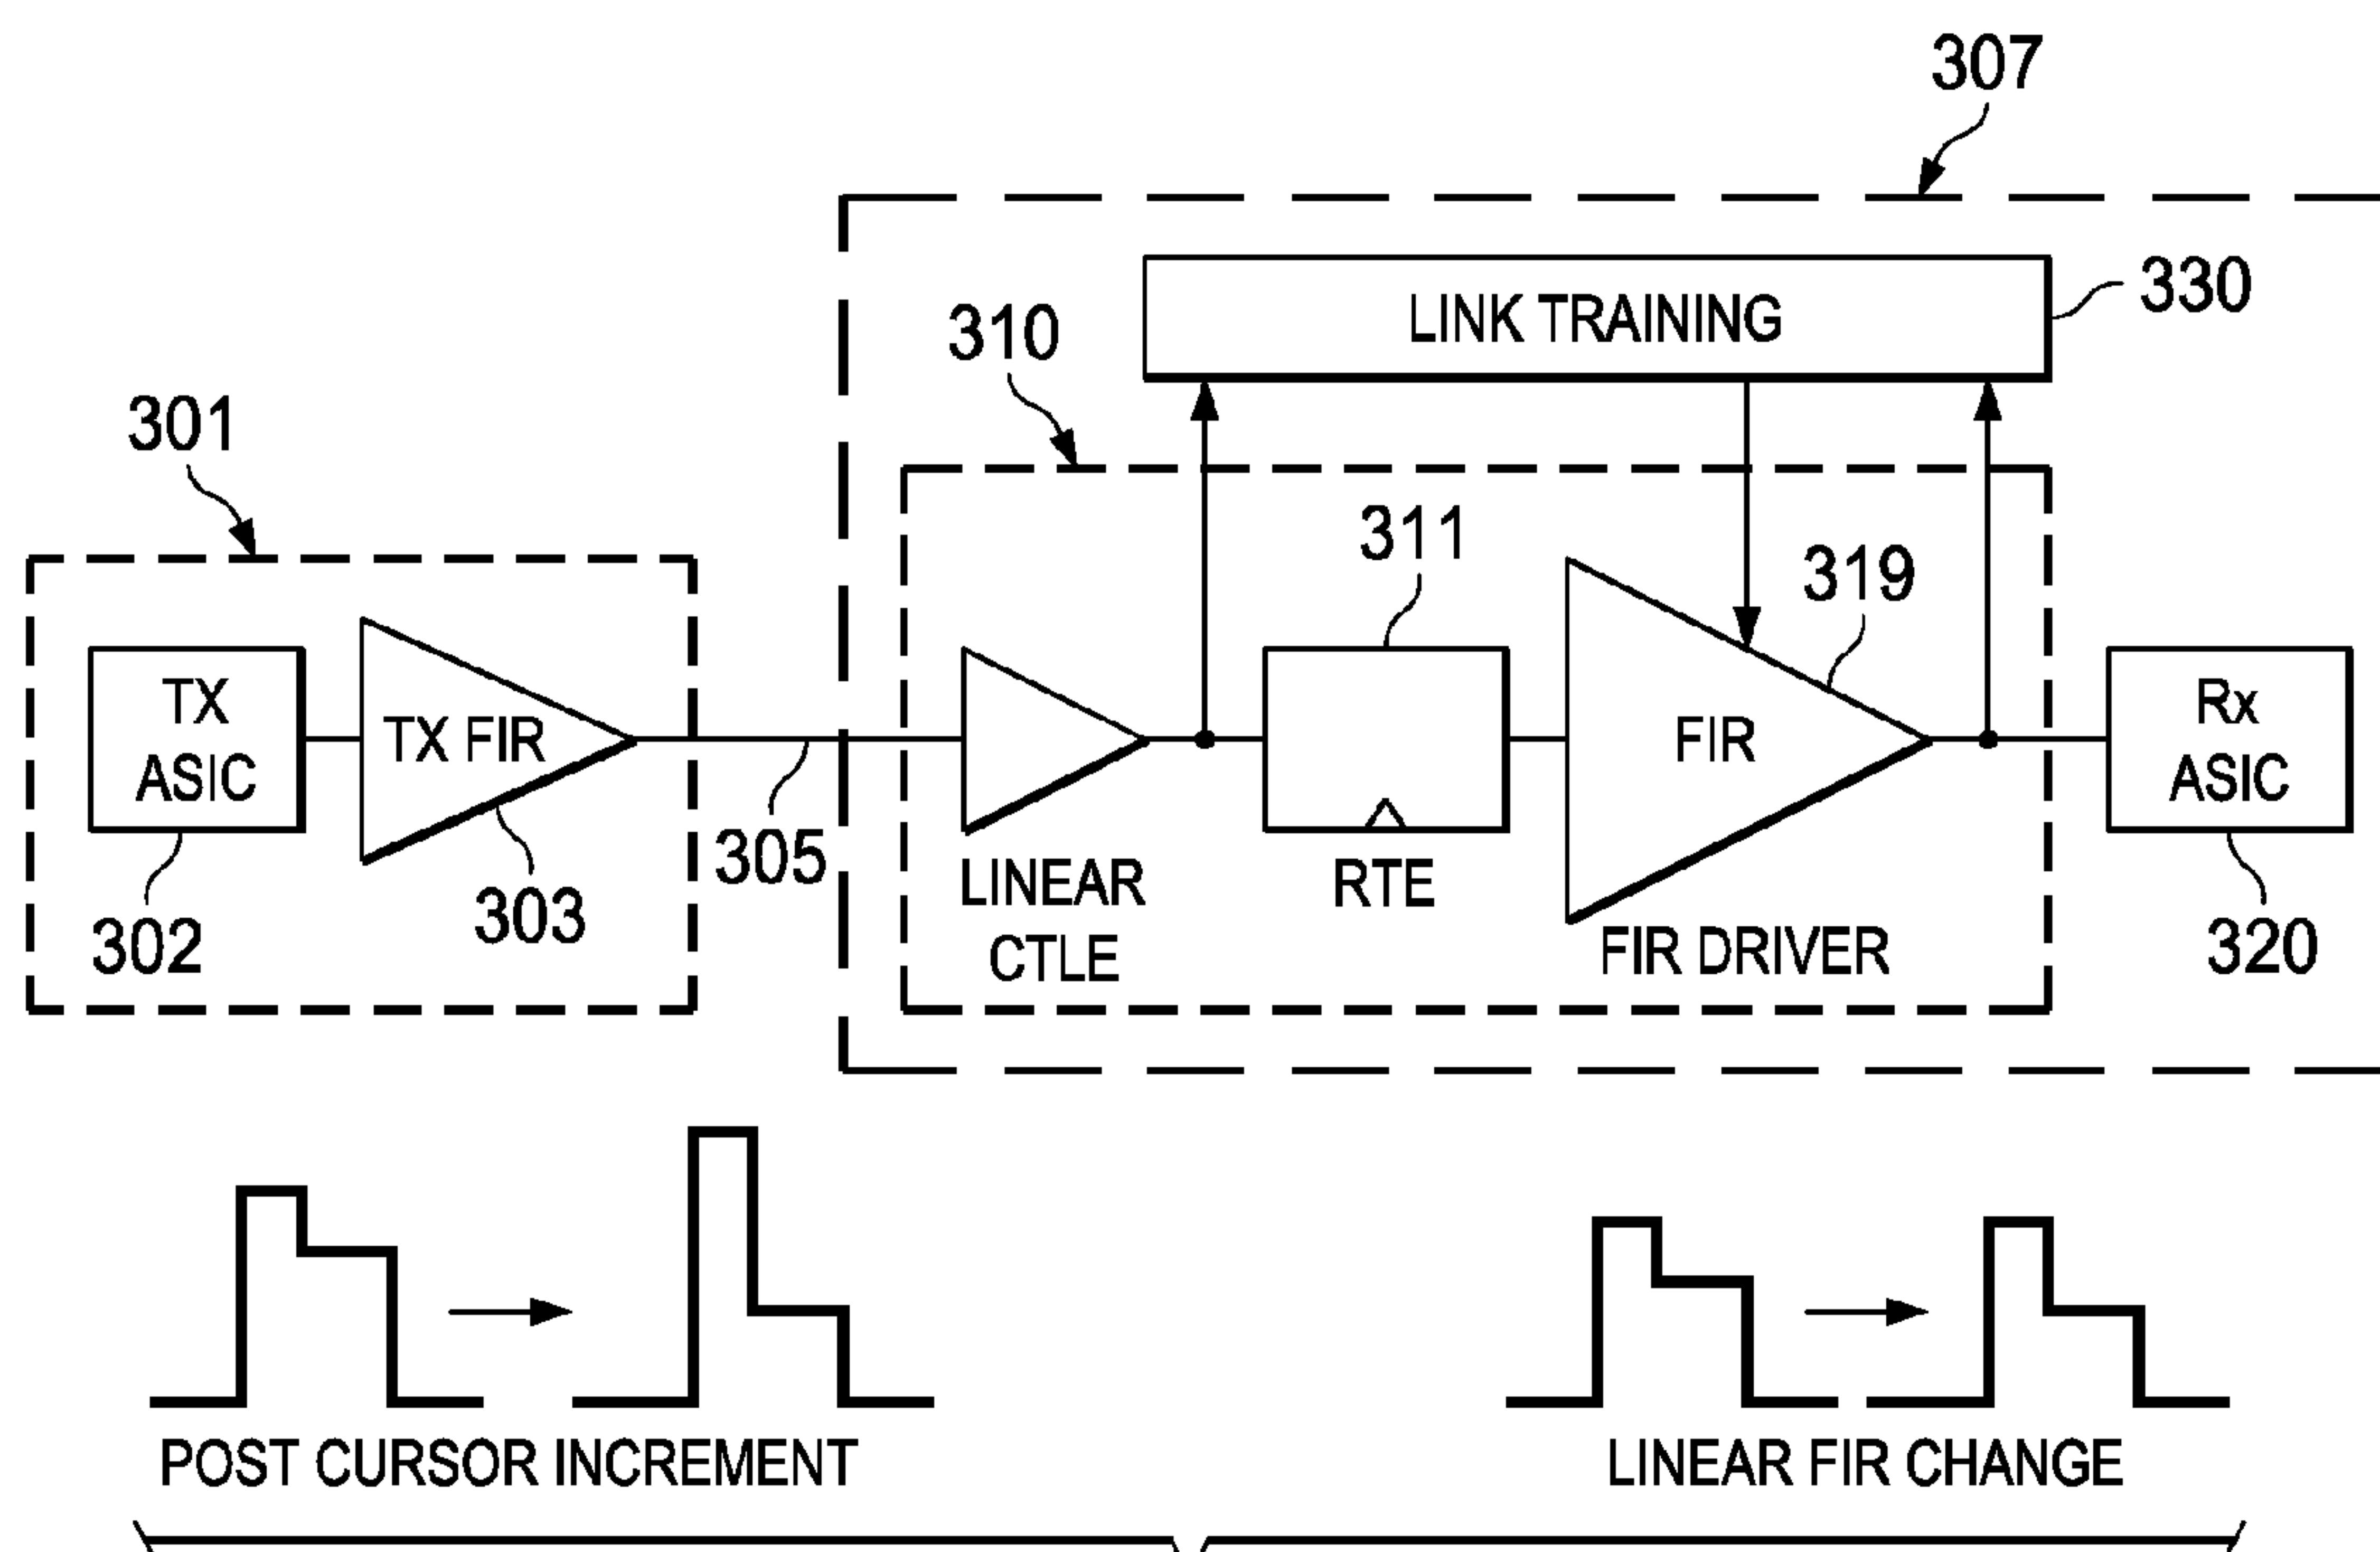 307
LINK TRAINING
330
310
301
311
319
TX
ASIC
TX FIR
FIR
Rx
ASIC
305
LINEAR
CTLE
RTE
FIR DRIVER
302
303
320
POST CURSOR INCREMENT
LINEAR FIR CHANGE